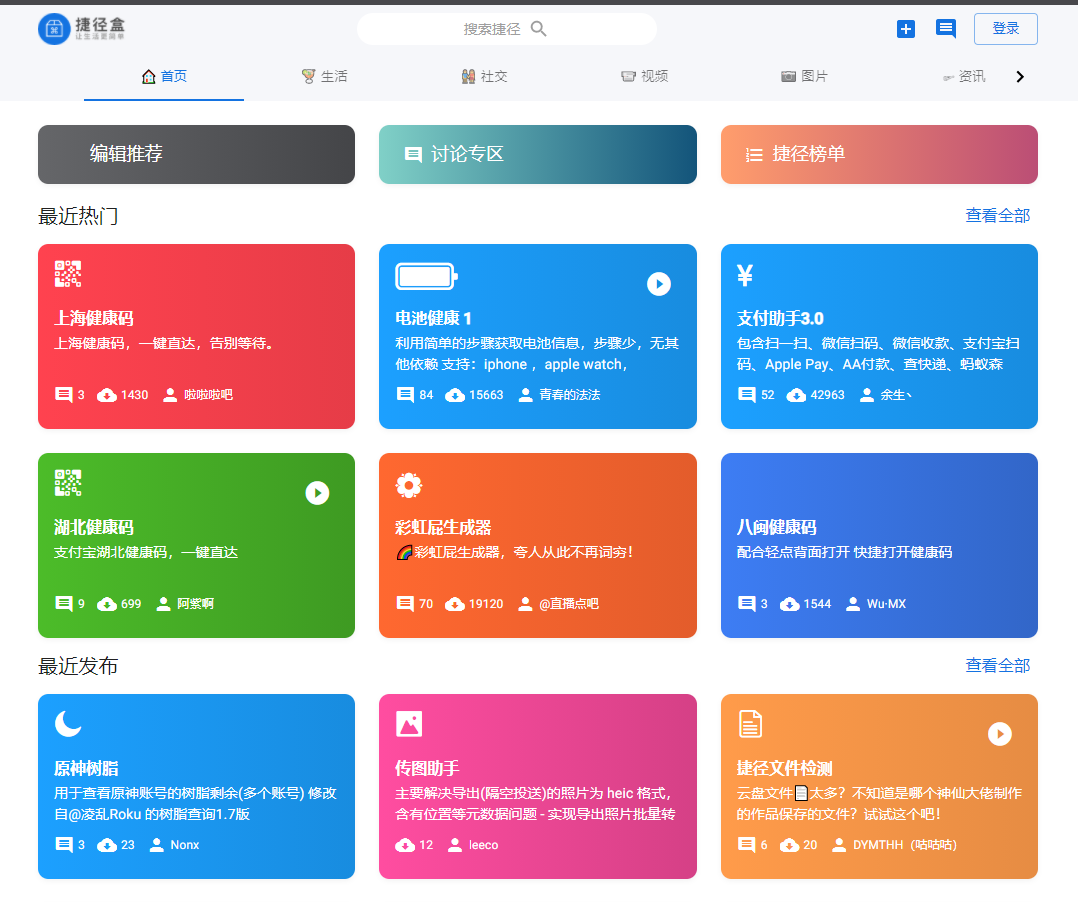 捷径盒
让生活更简单
搜索捷径
登录
首页
生活
社交
视频
图片
资讯
编辑推荐
讨论专区
捷径榜单
最近热门
查看全部
上海健康码
上海健康码，一键直达，告别等待。
3 1430 啦啦啦吧
电池健康 1
利用简单的步骤获取电池信息，步骤少，无其
他依赖 支持：iphone ，apple watch，
84 15663 青春的法法
支付助手3.0
包含扫一扫、微信扫码、微信收款、支付宝扫
码、Apple Pay、AA付款、查快递、蚂蚁森
52 42963 余生丶
湖北健康码
支付宝湖北健康码，一键直达
9 699 阿紫啊
彩虹屁生成器
🌈彩虹屁生成器，夸人从此不再词穷！
70 19120 @直播点吧
八闽健康码
配合轻点背面打开 快捷打开健康码
3 1544 Wu·MX
最近发布
查看全部
原神树脂
用于查看原神账号的树脂剩余(多个账号) 修改
自@凌乱Roku 的树脂查询1.7版
3 23 Nonx
传图助手
主要解决导出(隔空投送)的照片为 heic 格式，
含有位置等元数据问题 - 实现导出照片批量转
12 leeco
捷径文件检测
云盘文件📄太多？不知道是哪个神仙大佬制作
的作品保存的文件？试试这个吧！
6 20 DYMTHH（咕咕咕）